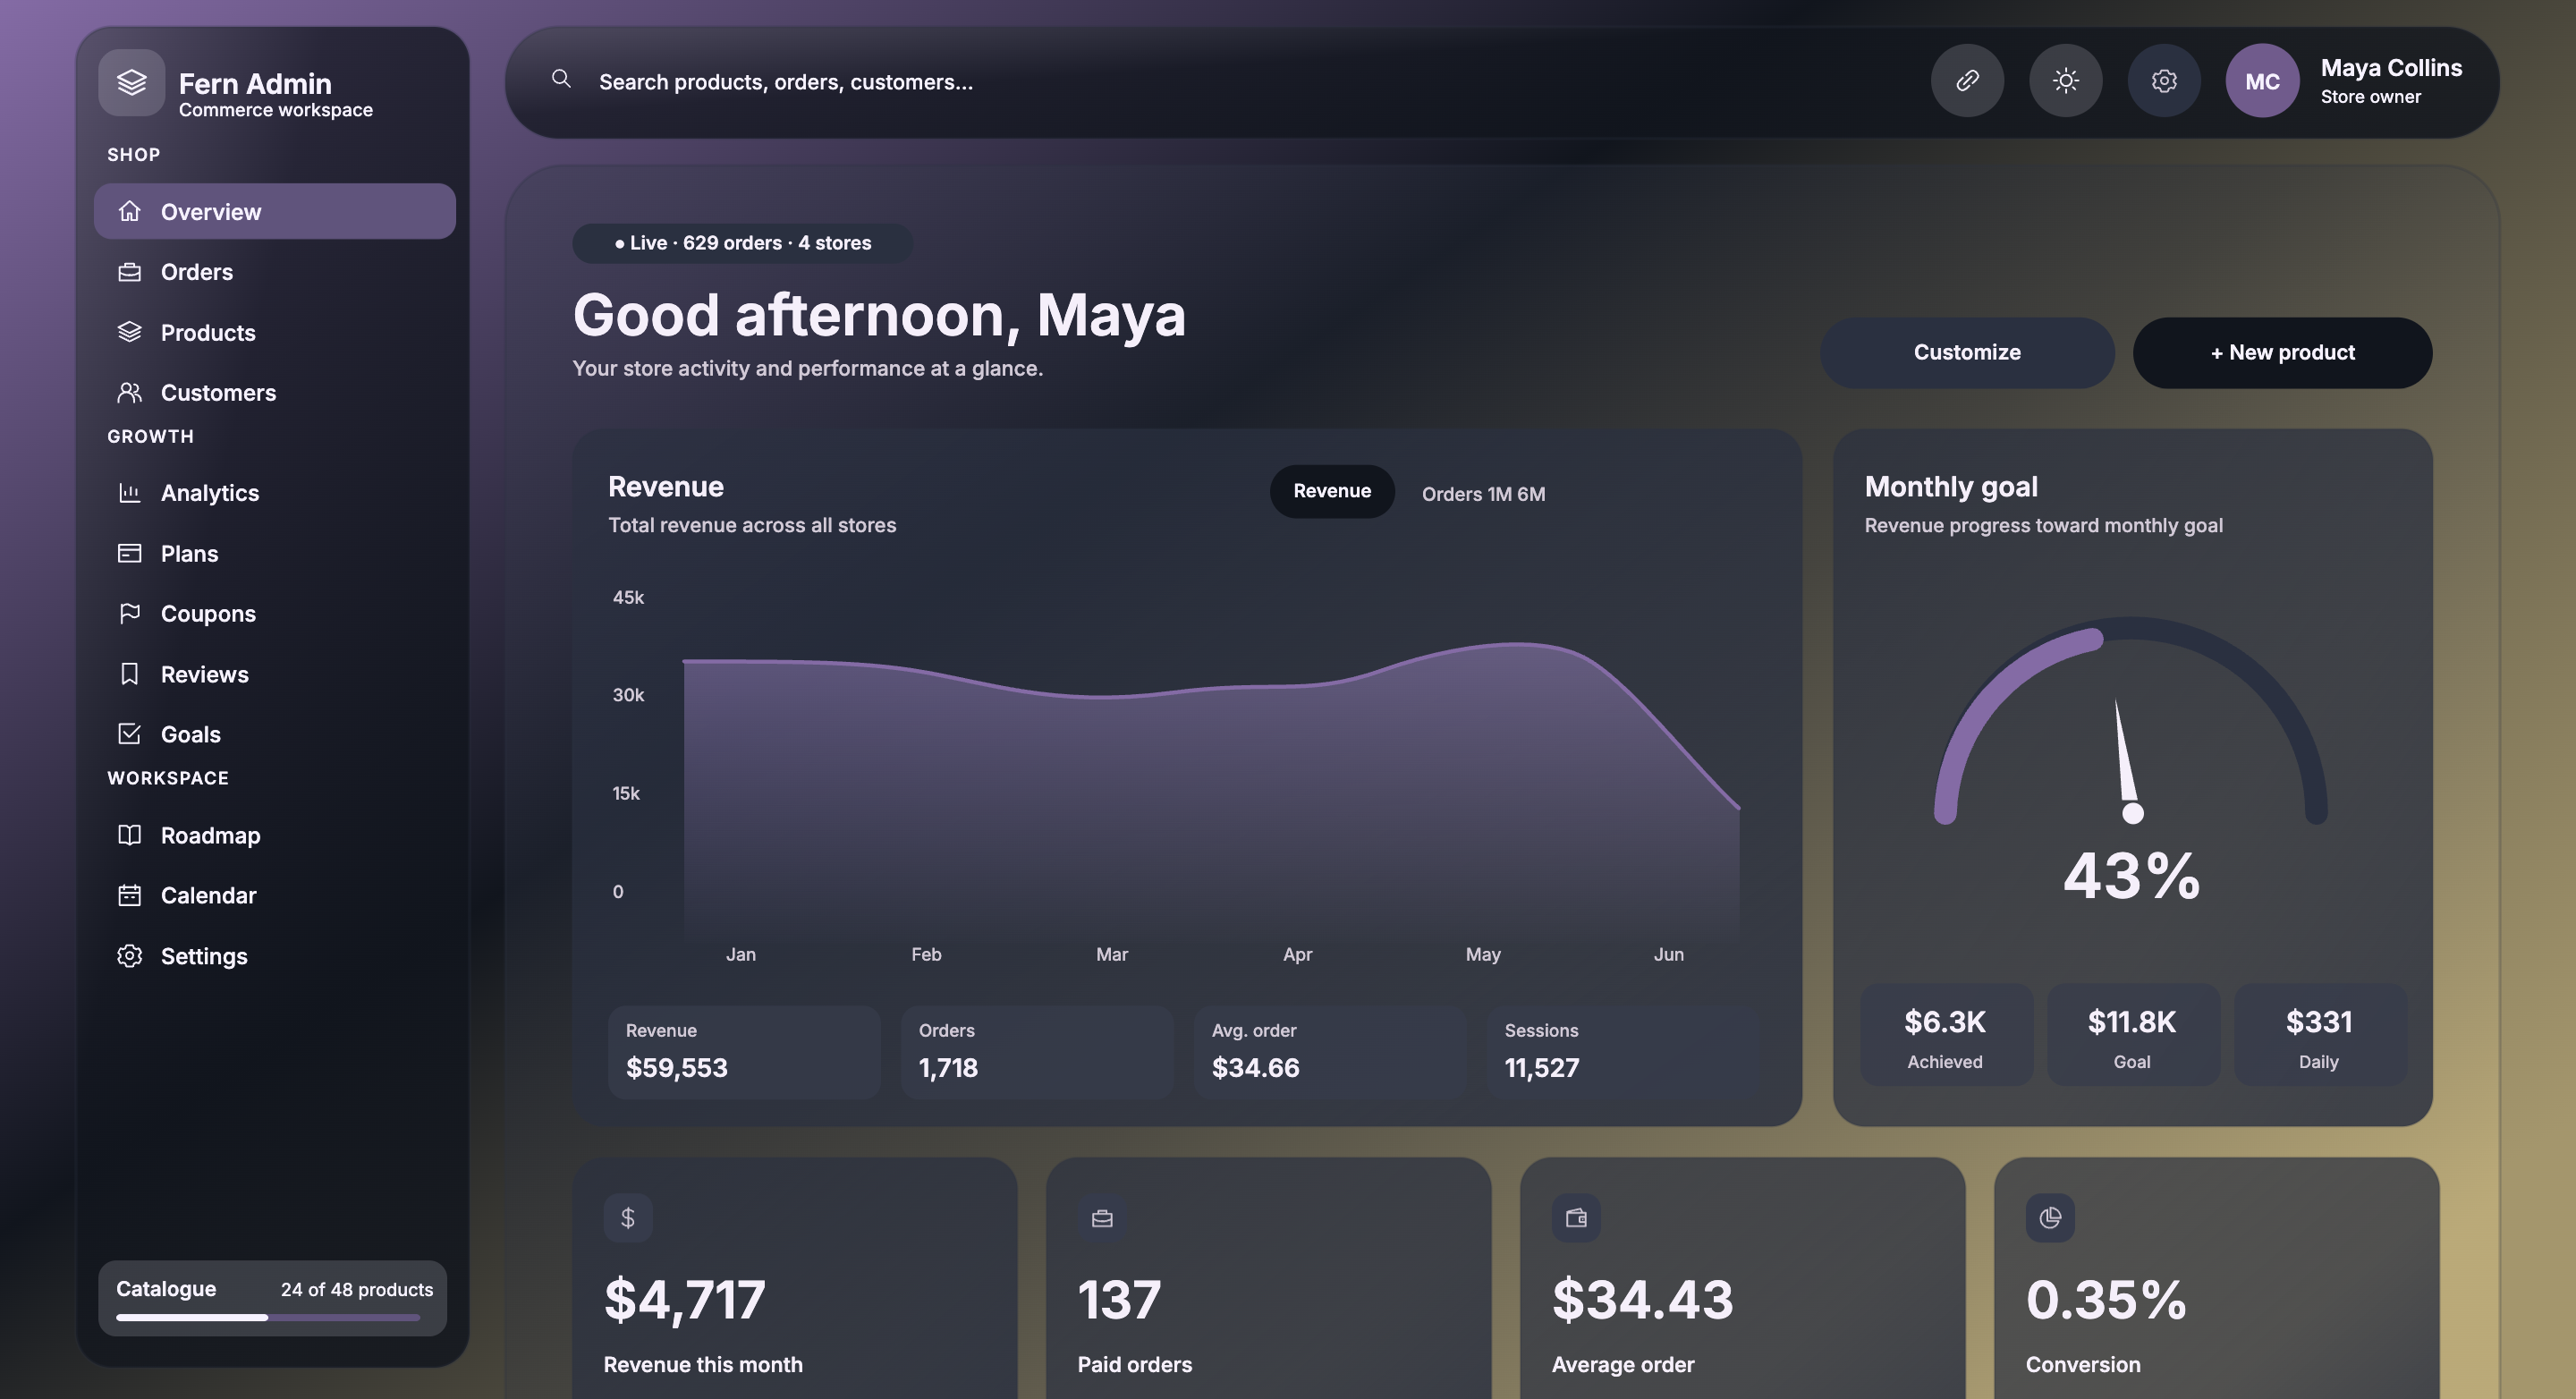 Fern Admin
Commerce workspace
SHOP
Overview
Orders
Products
Customers
GROWTH
Analytics
Plans
Coupons
Reviews
Goals
WORKSPACE
Roadmap
Calendar
Settings
Catalogue 24 of 48 products
Search products, orders, customers...
MC
Maya Collins
Store owner
● Live · 629 orders · 4 stores
Good afternoon, Maya
Your store activity and performance at a glance.
Customize
+ New product
Revenue
Total revenue across all stores
Revenue Orders 1M 6M
45k
30k
15k
0
Jan Feb Mar Apr May Jun
Revenue
$59,553
Orders
1,718
Avg. order
$34.66
Sessions
11,527
Monthly goal
Revenue progress toward monthly goal
43%
$6.3K
Achieved
$11.8K
Goal
$331
Daily
$4,717
Revenue this month
137
Paid orders
$34.43
Average order
0.35%
Conversion